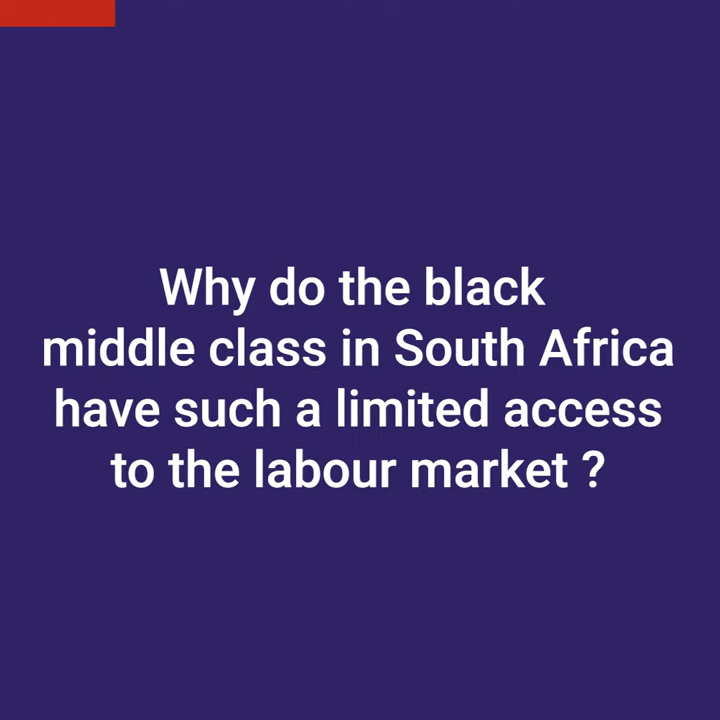 Why do the black
middle class in South Africa
have such a limited access
to the labour market ?